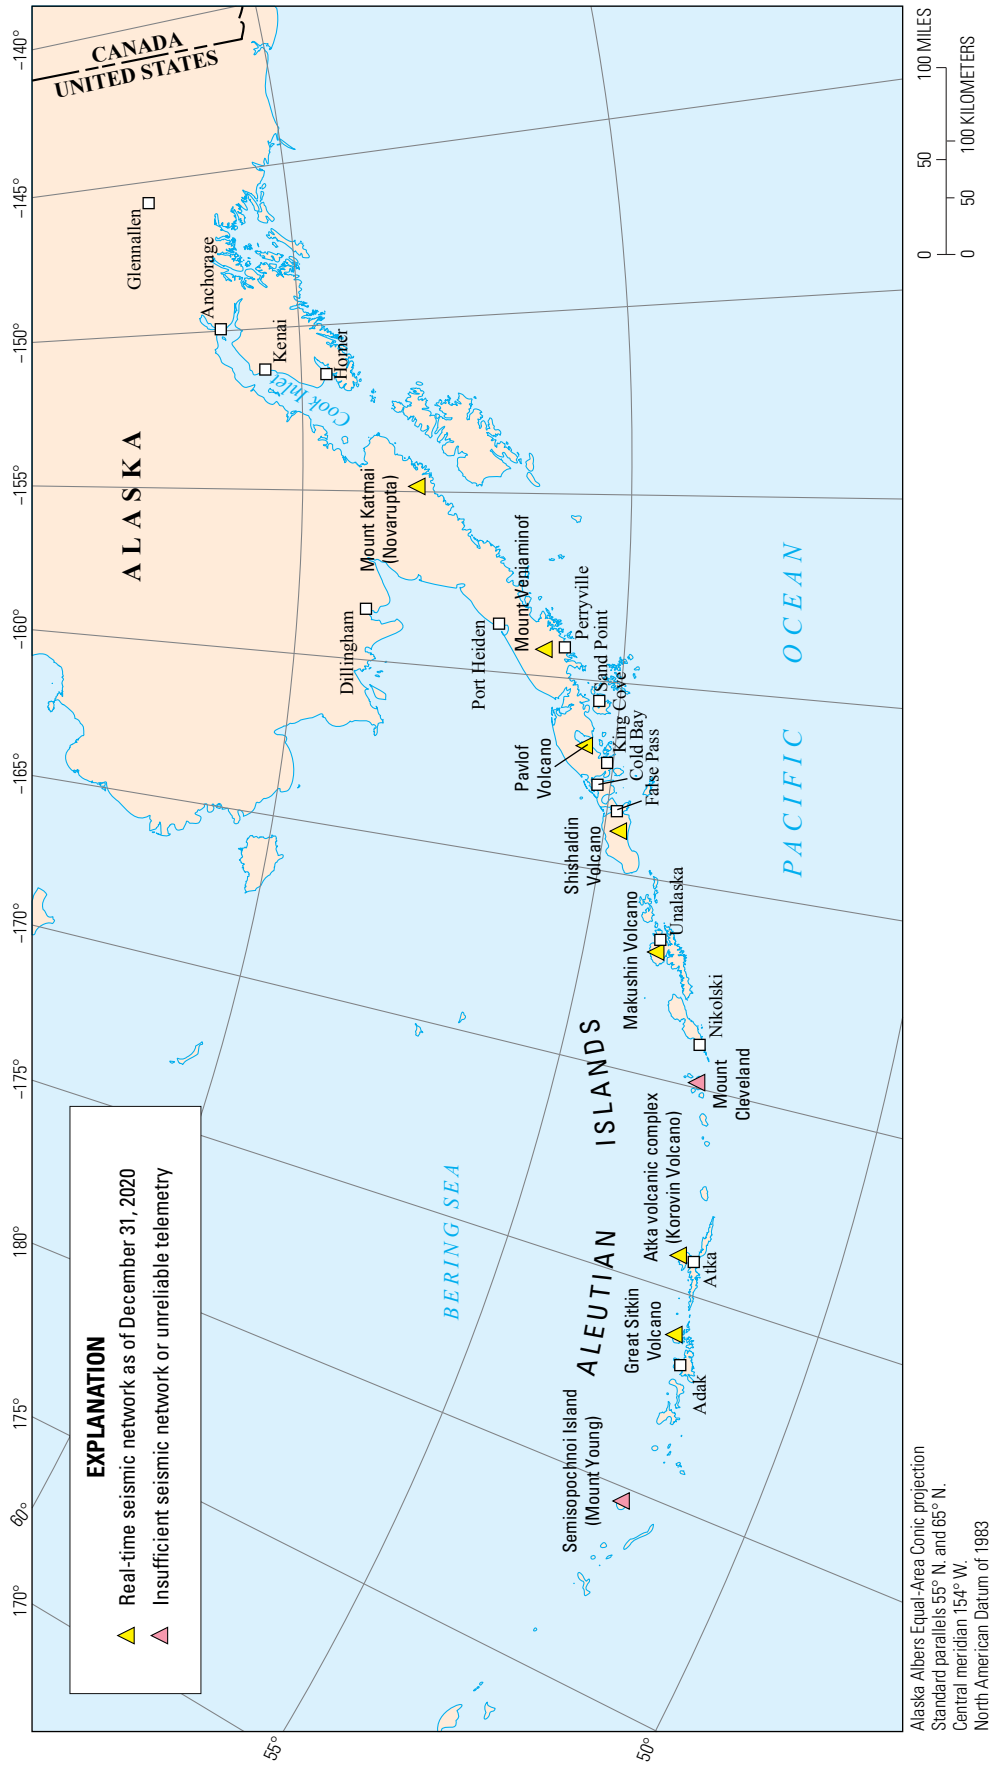 170°
60°
175°
180°
−175°
−170°
−165°
−160°
−155°
−150°
−145°
−140°
55°
50°
EXPLANATION
Real-time seismic network as of December 31, 2020
Insufficient seismic network or unreliable telemetry
CANADA
UNITED STATES
ALASKA
Glennallen
Anchorage
Kenai
Cook Inlet
Homer
Dillingham
Mount Katmai
(Novarupta)
Port Heiden
Mount Veniaminof
Perryville
Sand Point
King Cove
Cold Bay
False Pass
Pavlof
Volcano
Shishaldin
Volcano
Makushin Volcano
Unalaska
Nikolski
Mount
Cleveland
Atka volcanic complex
(Korovin Volcano)
Atka
Great Sitkin
Volcano
Adak
Semisopochnoi Island
(Mount Young)
BERING SEA
ALEUTIAN ISLANDS
PACIFIC OCEAN
Alaska Albers Equal-Area Conic projection
Standard parallels 55° N. and 65° N.
Central meridian 154° W.
North American Datum of 1983
0 50 100 MILES
0 50 100 KILOMETERS